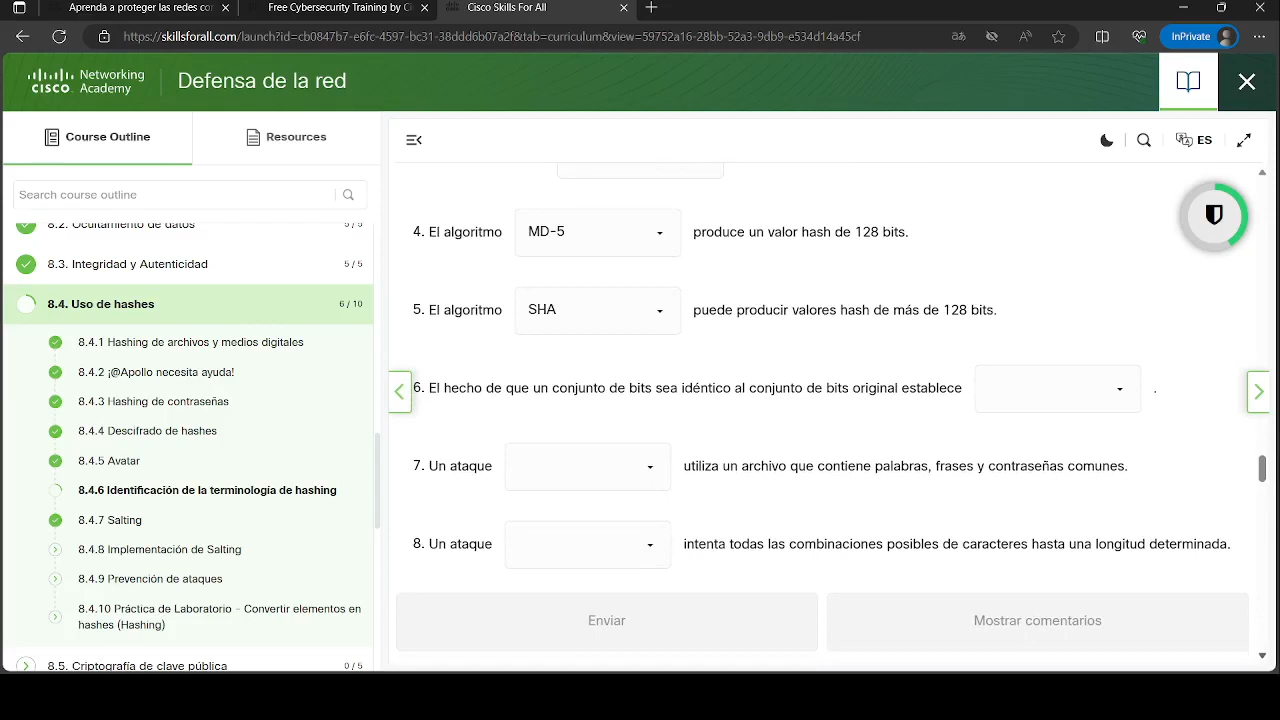 Aprenda a proteger las redes cor
Free Cybersecurity Training by Ci
Cisco Skills For All
https://skillsforall.com/launch?id=cb0847b7-e6fc-4597-bc31-38ddd6b07a2f&tab=curriculum&view=59752a16-28bb-52a3-9db9-e534d14a45cf
InPrivate
CISCO Networking Academy
Defensa de la red
Course Outline
Resources
ES
Search course outline
8.2. Ocultamiento de datos 5/5
8.3. Integridad y Autenticidad 5/5
8.4. Uso de hashes 6/10
8.4.1 Hashing de archivos y medios digitales
8.4.2 ¡@Apollo necesita ayuda!
8.4.3 Hashing de contraseñas
8.4.4 Descifrado de hashes
8.4.5 Avatar
8.4.6 Identificación de la terminología de hashing
8.4.7 Salting
8.4.8 Implementación de Salting
8.4.9 Prevención de ataques
8.4.10 Práctica de Laboratorio - Convertir elementos en
hashes (Hashing)
8.5. Criptografía de clave pública 0/5
4. El algoritmo MD-5 produce un valor hash de 128 bits.
5. El algoritmo SHA puede producir valores hash de más de 128 bits.
6. El hecho de que un conjunto de bits sea idéntico al conjunto de bits original establece .
7. Un ataque utiliza un archivo que contiene palabras, frases y contraseñas comunes.
8. Un ataque intenta todas las combinaciones posibles de caracteres hasta una longitud determinada.
Enviar
Mostrar comentarios